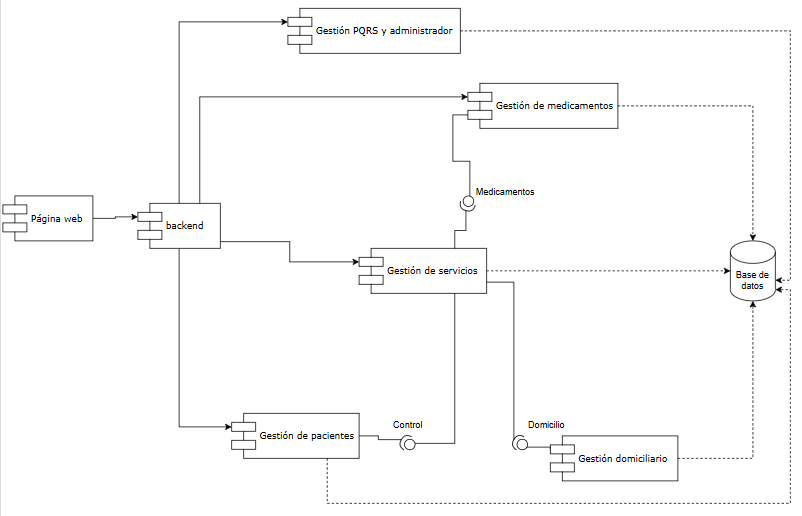 Gestión PQRS y administrador
Gestión de medicamentos
Medicamentos
Página web
backend
Gestión de servicios
Base de
datos
Control
Domicilio
Gestión de pacientes
Gestión domiciliario